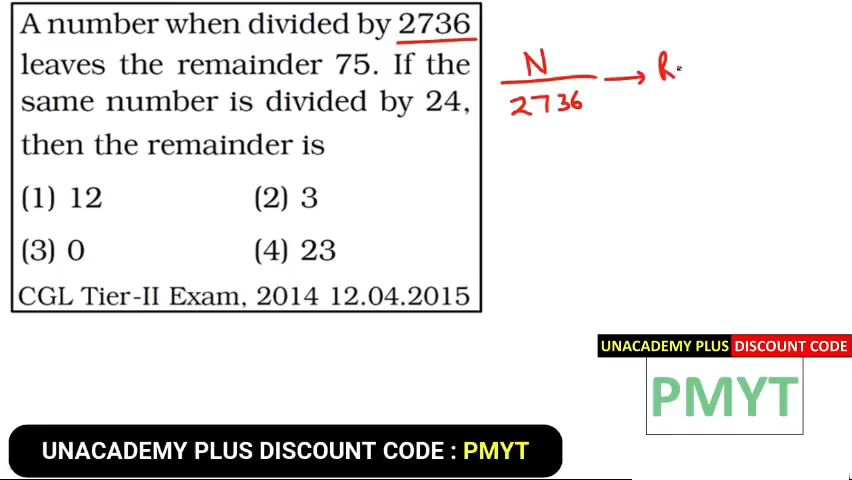 A number when divided by 2736
leaves the remainder 75. If the
same number is divided by 24,
then the remainder is
(1) 12 (2) 3
(3) 0 (4) 23
CGL Tier-II Exam, 2014 12.04.2015
N
2736
→ R
UNACADEMY PLUS DISCOUNT CODE
PMYT
UNACADEMY PLUS DISCOUNT CODE : PMYT